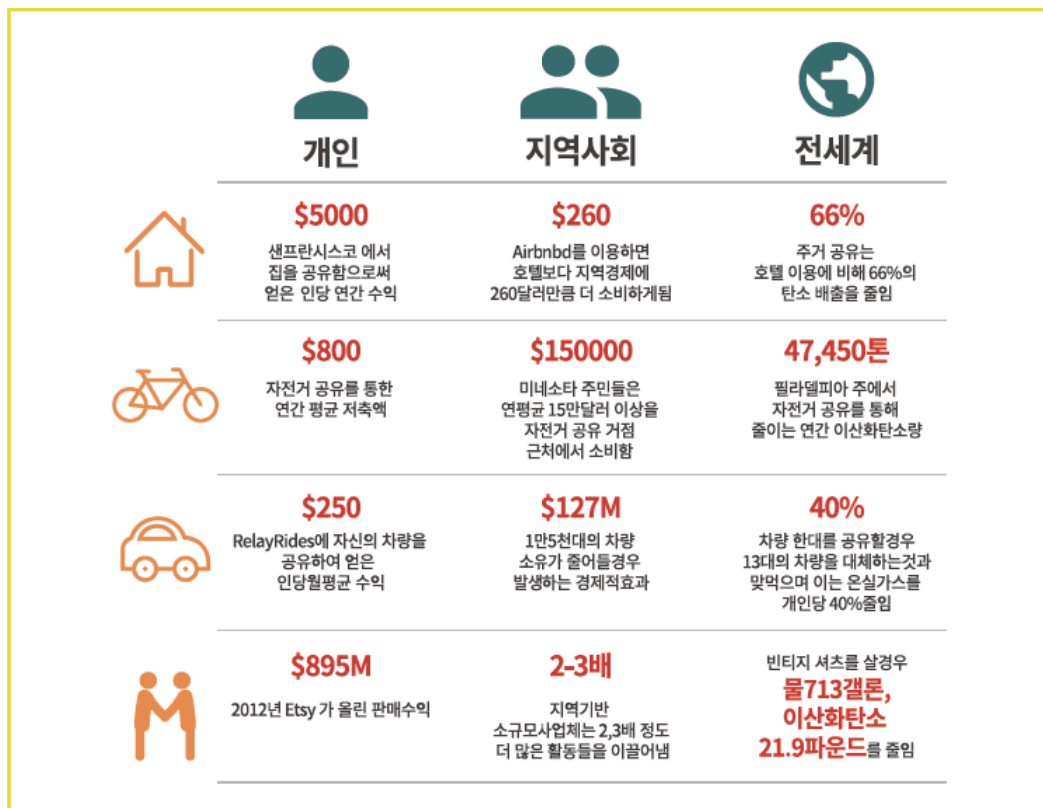 개인
지역사회
전세계
$5000
샌프란시스코 에서
집을 공유함으로써
얻은 인당 연간 수익
$260
Airbnbd를 이용하면
호텔보다 지역경제에
260달러만큼 더 소비하게됨
66%
주거 공유는
호텔 이용에 비해 66%의
탄소 배출을 줄임
$800
자전거 공유를 통한
연간 평균 저축액
$150000
미네소타 주민들은
연평균 15만달러 이상을
자전거 공유 거점
근처에서 소비함
47,450톤
필라델피아 주에서
자전거 공유를 통해
줄이는 연간 이산화탄소량
$250
RelayRides에 자신의 차량을
공유하여 얻은
인당월평균 수익
$127M
1만5천대의 차량
소유가 줄어들경우
발생하는 경제적효과
40%
차량 한대를 공유할경우
13대의 차량을 대체하는것과
맞먹으며 이는 온실가스를
개인당 40%줄임
$895M
2012년 Etsy 가 올린 판매수익
2-3배
지역기반
소규모사업체는 2,3배 정도
더 많은 활동들을 이끌어냄
빈티지 셔츠를 살경우
물713갤론,
이산화탄소
21.9파운드를 줄임